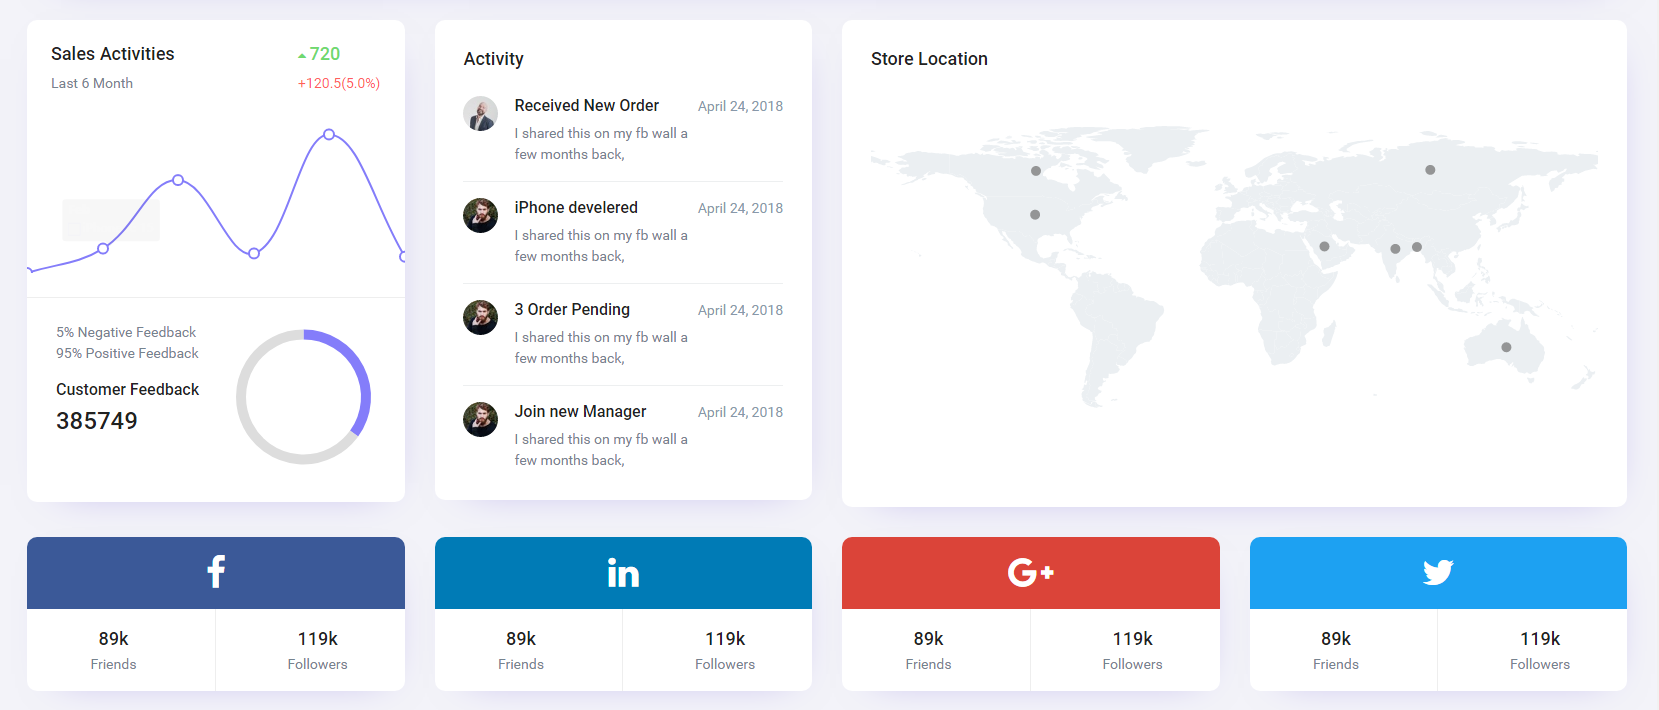 Sales Activities
720
Last 6 Month
+120.5(5.0%)
5% Negative Feedback
95% Positive Feedback
Customer Feedback
385749
Activity
Received New Order
April 24, 2018
I shared this on my fb wall a
few months back,
iPhone develered
April 24, 2018
I shared this on my fb wall a
few months back,
3 Order Pending
April 24, 2018
I shared this on my fb wall a
few months back,
Join new Manager
April 24, 2018
I shared this on my fb wall a
few months back,
Store Location
f
89k
Friends
119k
Followers
in
89k
Friends
119k
Followers
G+
89k
Friends
119k
Followers
89k
Friends
119k
Followers